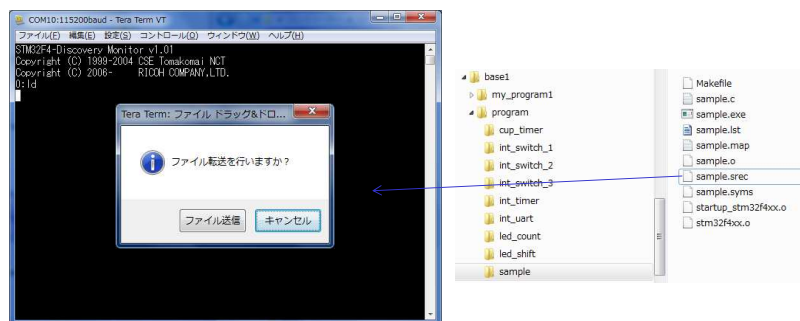 COM10:115200baud - Tera Term VT
ファイル(F) 編集(E) 設定(S) コントロール(O) ウィンドウ(W) ヘルプ(H)
STM32F4-Discovery Monitor v1.01
Copyright (C) 1999-2004 CSE Tomakomai NCT
Copyright (C) 2006- RICOH COMPANY,LTD.
0:ld
Tera Term: ファイル ドラッグ&ドロ...
ファイル転送を行いますか？
ファイル送信
キャンセル
base1
my_program1
program
cup_timer
int_switch_1
int_switch_2
int_switch_3
int_timer
int_uart
led_count
led_shift
sample
Makefile
sample.c
sample.exe
sample.lst
sample.map
sample.o
sample.srec
sample.syms
startup_stm32f4xx.o
stm32f4xx.o